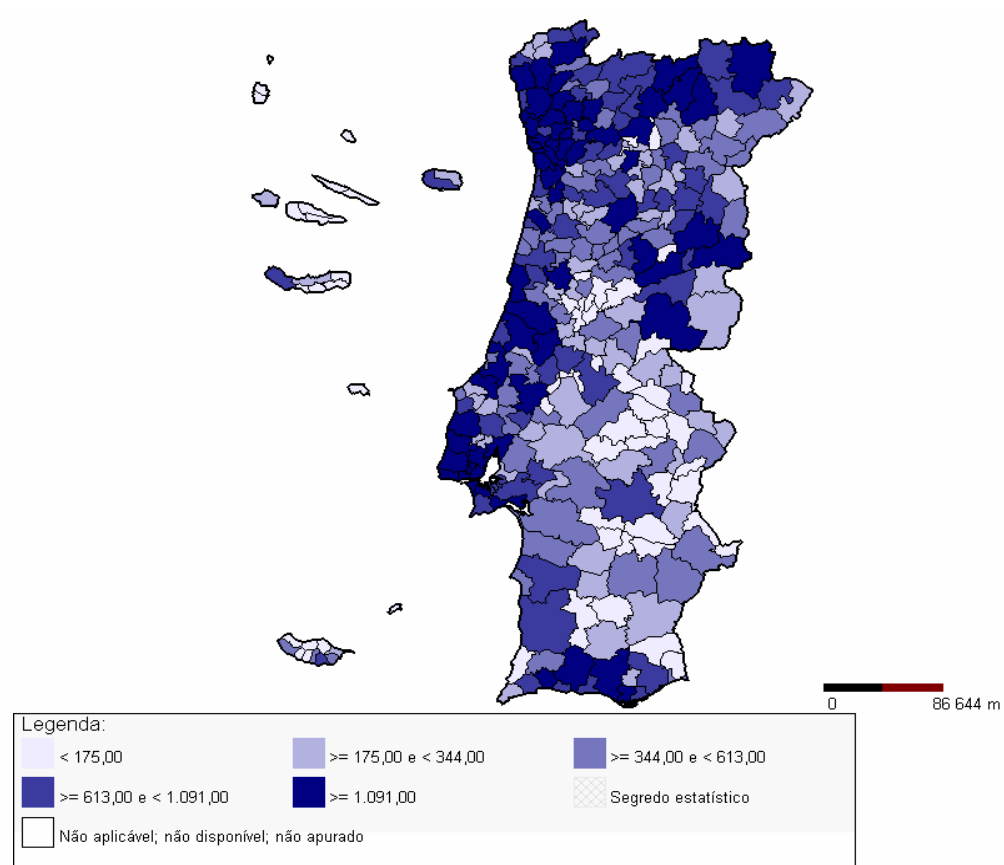 0 86 644 m
Legenda:
< 175,00 >= 175,00 e < 344,00 >= 344,00 e < 613,00
>= 613,00 e < 1.091,00 >= 1.091,00 Segredo estatístico
Não aplicável; não disponível; não apurado